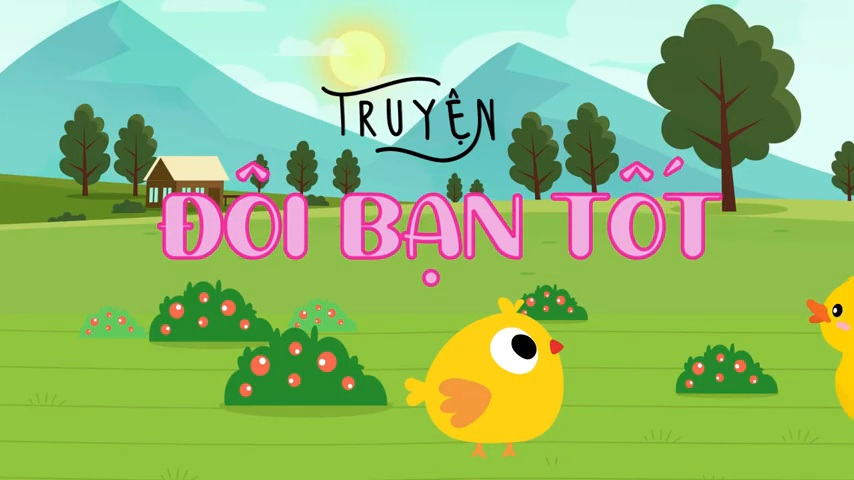 TRUYỆN
ĐÔI BẠN TỐT